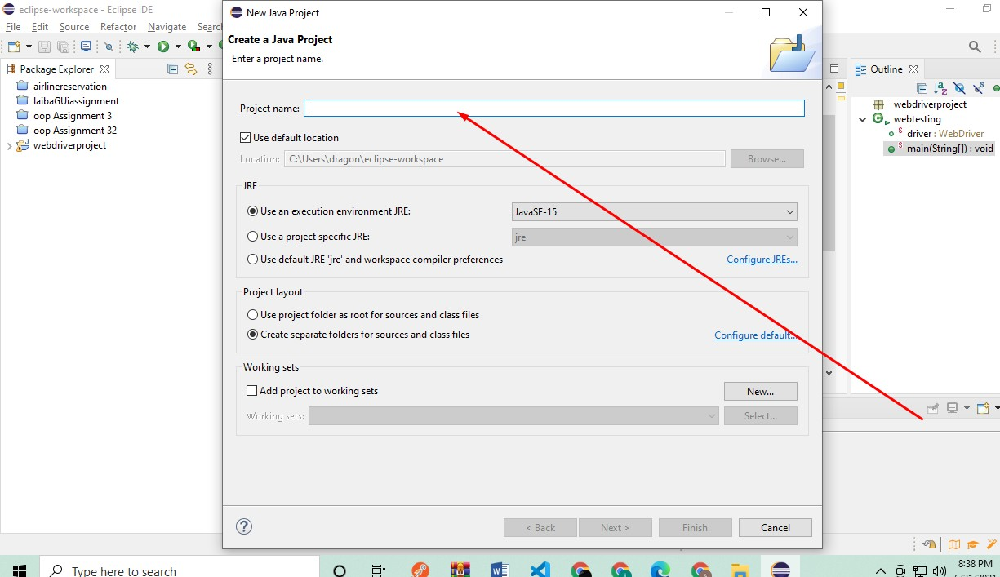 eclipse-workspace - Eclipse IDE
File Edit Source Refactor Navigate Search
Package Explorer
airlinereservation
laibaGUiassignment
oop Assignment 3
oop Assignment 32
webdriverproject
New Java Project
Create a Java Project
Enter a project name.
Project name:
Use default location
Location: C:\Users\dragon\eclipse-workspace Browse...
JRE
Use an execution environment JRE: JavaSE-15
Use a project specific JRE: jre
Use default JRE 'jre' and workspace compiler preferences Configure JREs...
Project layout
Use project folder as root for sources and class files
Create separate folders for sources and class files Configure default...
Working sets
Add project to working sets New...
Working sets: Select...
? < Back Next > Finish Cancel
Outline
webdriverproject
webtesting
driver : WebDriver
main(String[]) : void
Type here to search
8:38 PM